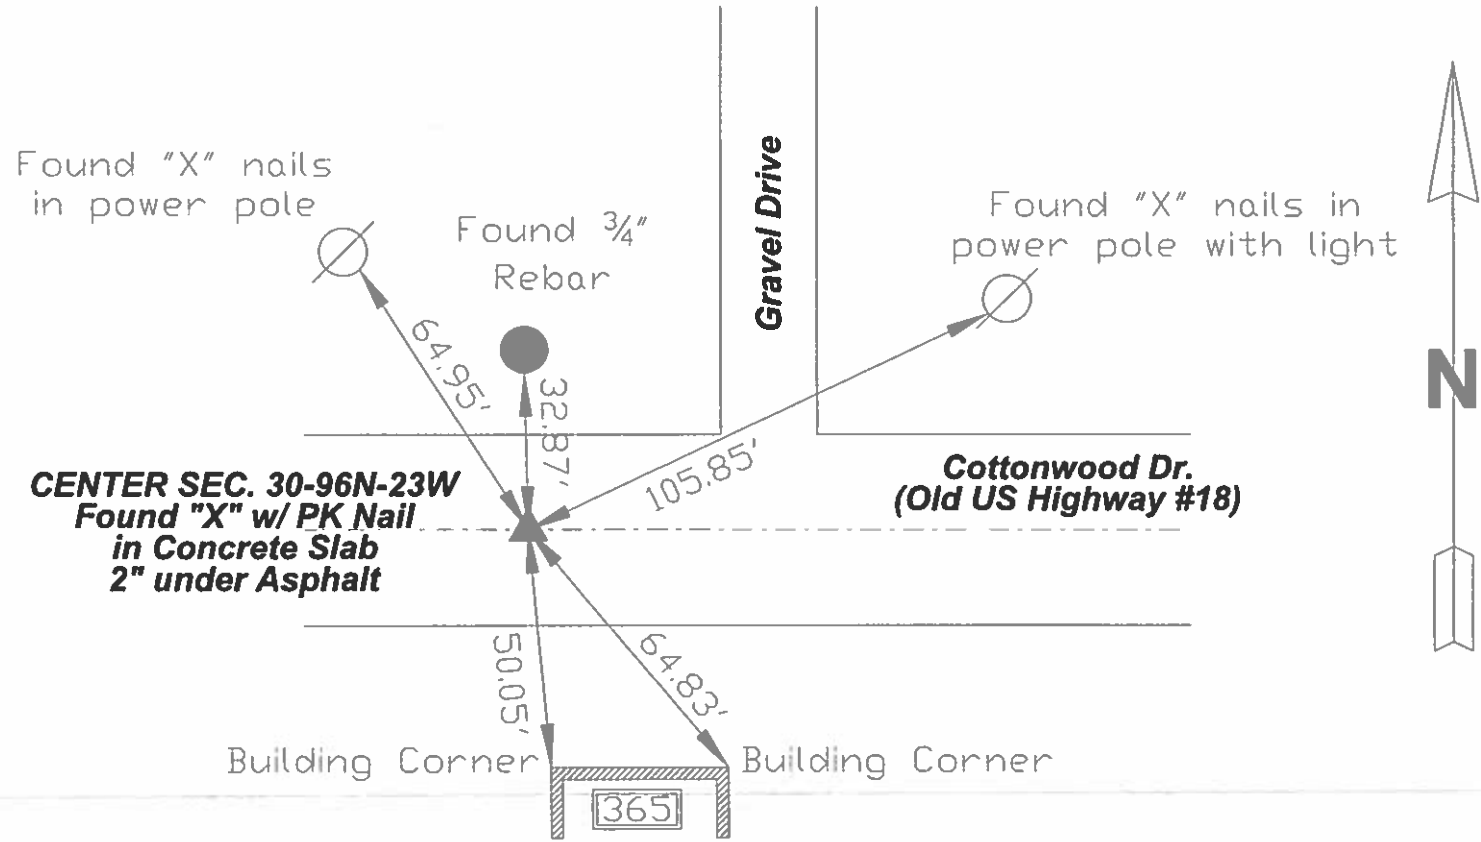 Found "X" nails
in power pole
Found 3/4"
Rebar
Gravel Drive
Found "X" nails in
power pole with light
N
64.95'
32.87'
105.85'
CENTER SEC. 30-96N-23W
Found "X" w/ PK Nail
in Concrete Slab
2" under Asphalt
Cottonwood Dr.
(Old US Highway #18)
50.05'
64.83'
Building Corner
Building Corner
365